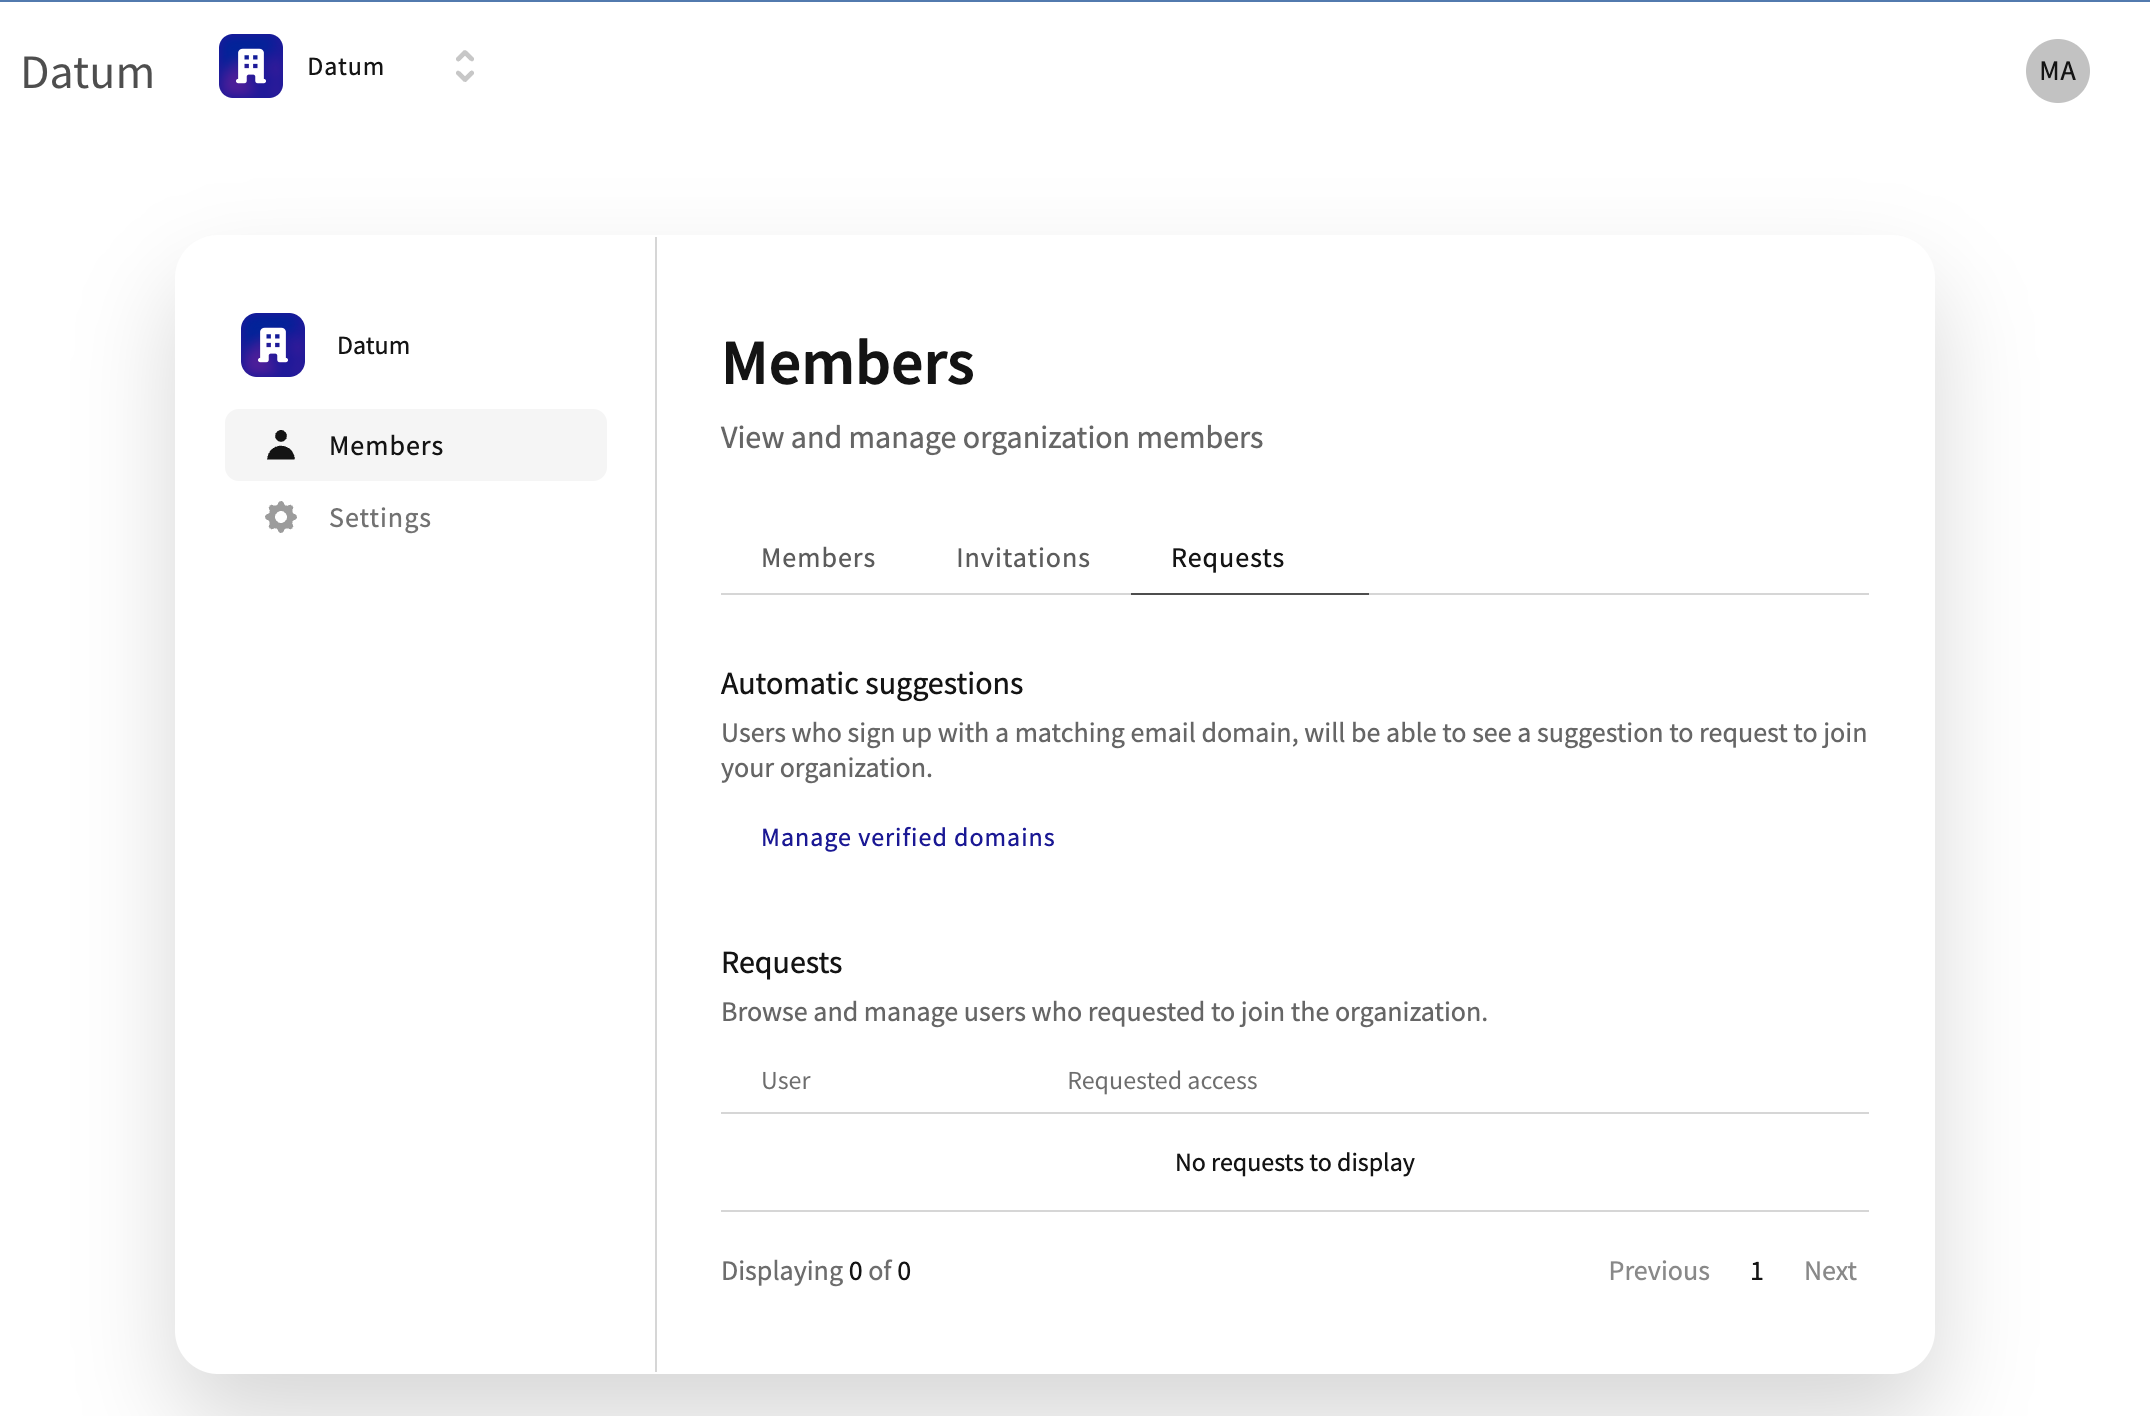 Datum
Datum
MA
Datum
Members
Settings
Members
View and manage organization members
Members Invitations Requests
Automatic suggestions
Users who sign up with a matching email domain, will be able to see a suggestion to request to join
your organization.
Manage verified domains
Requests
Browse and manage users who requested to join the organization.
User Requested access
No requests to display
Displaying 0 of 0
Previous 1 Next